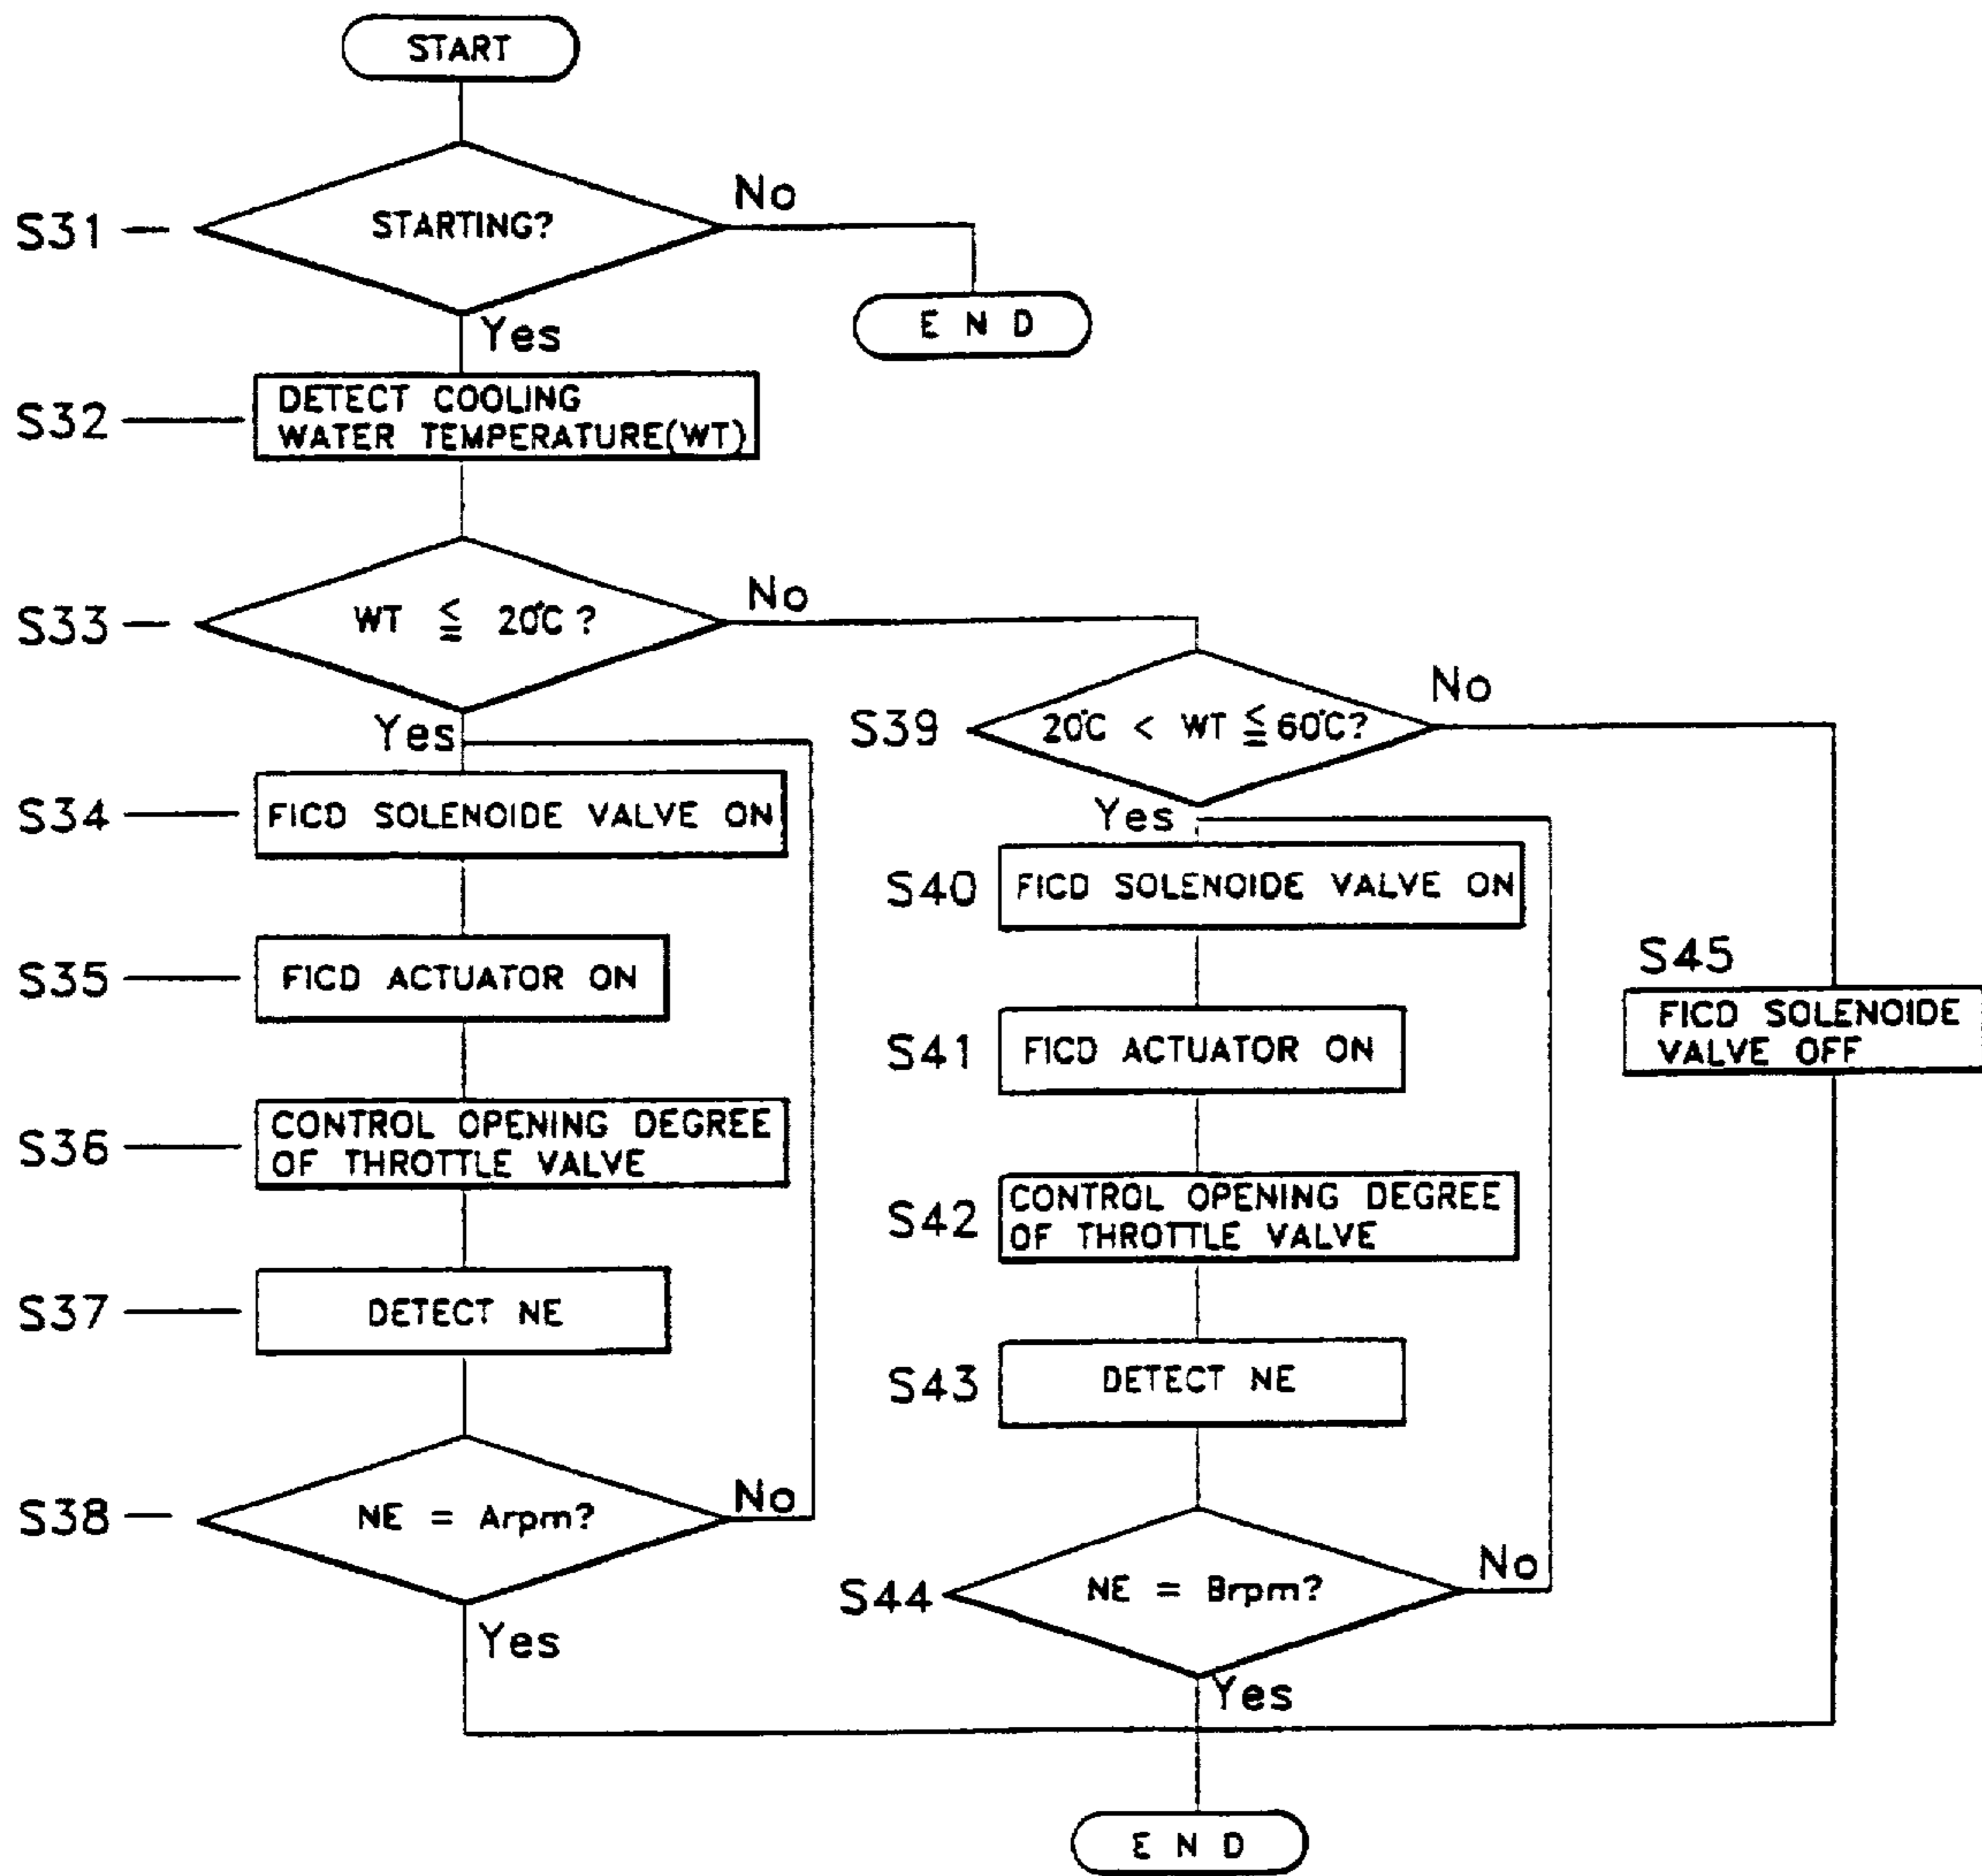 START
S31
STARTING?
No
E N D
Yes
S32
DETECT COOLING
WATER TEMPERATURE(WT)
S33
WT ≦ 20℃?
No
Yes
S34
FICD SOLENOIDE VALVE ON
S35
FICD ACTUATOR ON
S36
CONTROL OPENING DEGREE
OF THROTTLE VALVE
S37
DETECT NE
S38
NE = Arpm?
No
Yes
S39
20℃ < WT ≦ 60℃?
No
Yes
S40
FICD SOLENOIDE VALVE ON
S41
FICD ACTUATOR ON
S42
CONTROL OPENING DEGREE
OF THROTTLE VALVE
S43
DETECT NE
S44
NE = Brpm?
No
Yes
S45
FICD SOLENOIDE
VALVE OFF
E N D